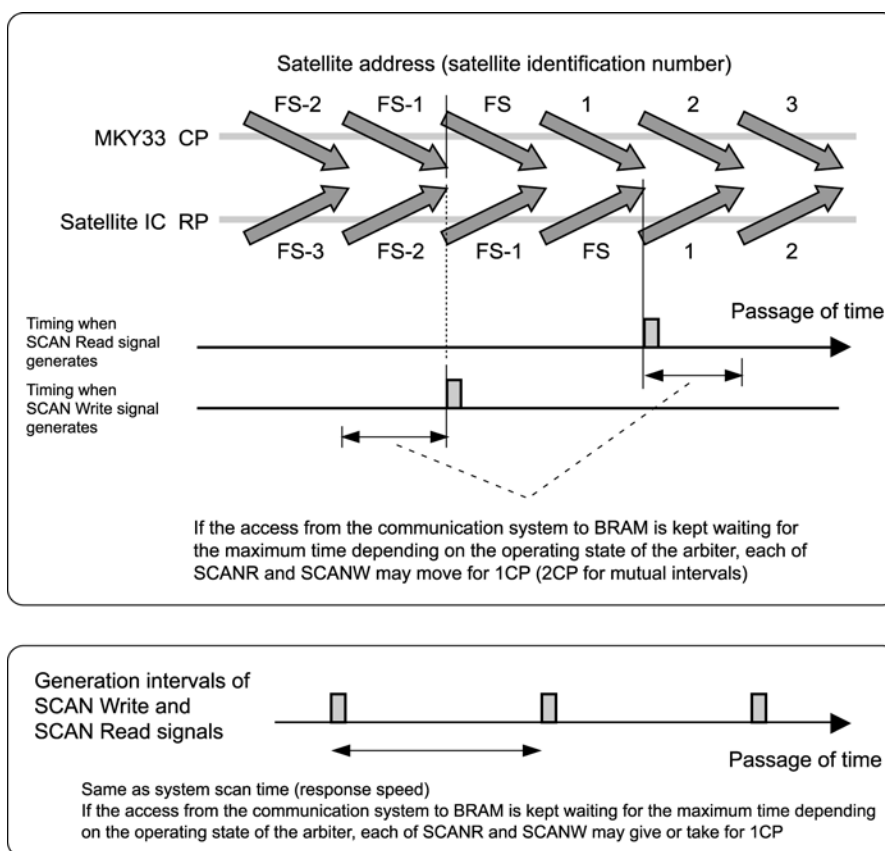 Satellite address (satellite identification number)
FS-2 FS-1 FS 1 2 3
MKY33 CP
Satellite IC RP
FS-3 FS-2 FS-1 FS 1 2
Passage of time
Timing when
SCAN Read signal
generates
Timing when
SCAN Write signal
generates
If the access from the communication system to BRAM is kept waiting for
the maximum time depending on the operating state of the arbiter, each of
SCANR and SCANW may move for 1CP (2CP for mutual intervals)
Generation intervals of
SCAN Write and
SCAN Read signals
Passage of time
Same as system scan time (response speed)
If the access from the communication system to BRAM is kept waiting for the maximum time depending
on the operating state of the arbiter, each of SCANR and SCANW may give or take for 1CP